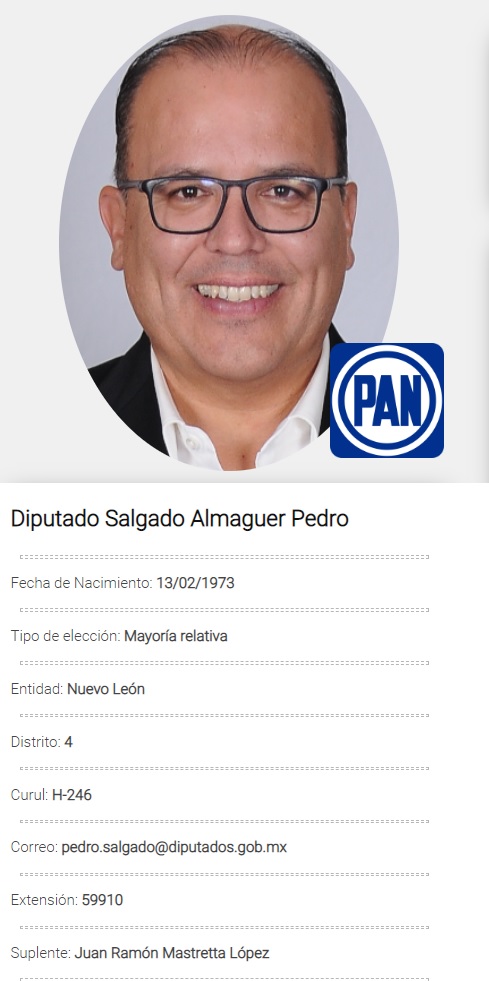 PAN
Diputado Salgado Almaguer Pedro
Fecha de Nacimiento: 13/02/1973
Tipo de elección: Mayoría relativa
Entidad: Nuevo León
Distrito: 4
Curul: H-246
Correo: pedro.salgado@diputados.gob.mx
Extensión: 59910
Suplente: Juan Ramón Mastretta López